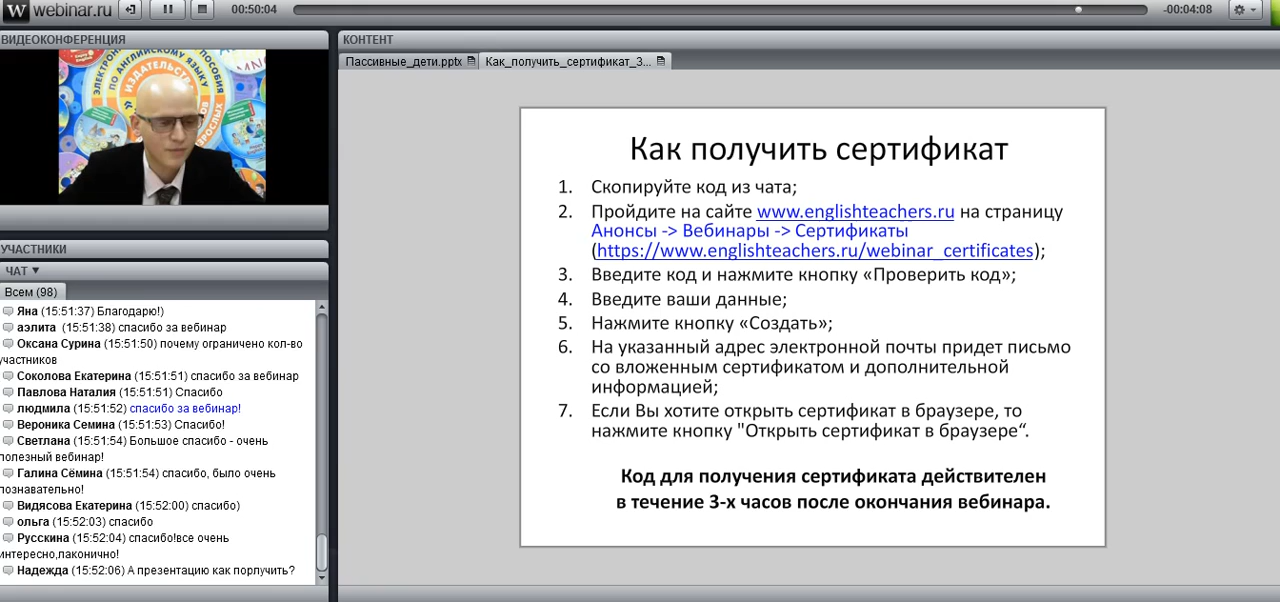 W webinar.ru
00:50:04
-00:04:08
ВИДЕОКОНФЕРЕНЦИЯ
ЭЛЕКТРОННЫЕ ПОСОБИЯ
ПО АНГЛИЙСКОМУ ЯЗЫКУ
ИЗДАТЕЛЬСТВ
ВЗРОСЛЫХ
УЧАСТНИКИ
ЧАТ ▼
Всем (98)
Яна (15:51:37) Благодарю!)
аэлита (15:51:38) спасибо за вебинар
Оксана Сурина (15:51:50) почему ограничено кол-во
участников
Соколова Екатерина (15:51:51) спасибо за вебинар
Павлова Наталия (15:51:51) Спасибо
людмила (15:51:52) спасибо за вебинар!
Вероника Семина (15:51:53) Спасибо!
Светлана (15:51:54) Большое спасибо - очень
полезный вебинар!
Галина Сёмина (15:51:54) спасибо, было очень
познавательно!
Видясова Екатерина (15:52:00) спасибо)
ольга (15:52:03) спасибо
Русскина (15:52:04) спасибо!все очень
интересно,лаконично!
Надежда (15:52:06) А презентацию как порлучить?
КОНТЕНТ
Пассивные_дети.pptx
Как_получить_сертификат_3...
Как получить сертификат
1. Скопируйте код из чата;
2. Пройдите на сайте www.englishteachers.ru на страницу
Анонсы -> Вебинары -> Сертификаты
(https://www.englishteachers.ru/webinar_certificates);
3. Введите код и нажмите кнопку «Проверить код»;
4. Введите ваши данные;
5. Нажмите кнопку «Создать»;
6. На указанный адрес электронной почты придет письмо
со вложенным сертификатом и дополнительной
информацией;
7. Если Вы хотите открыть сертификат в браузере, то
нажмите кнопку "Открыть сертификат в браузере“.
Код для получения сертификата действителен
в течение 3-х часов после окончания вебинара.